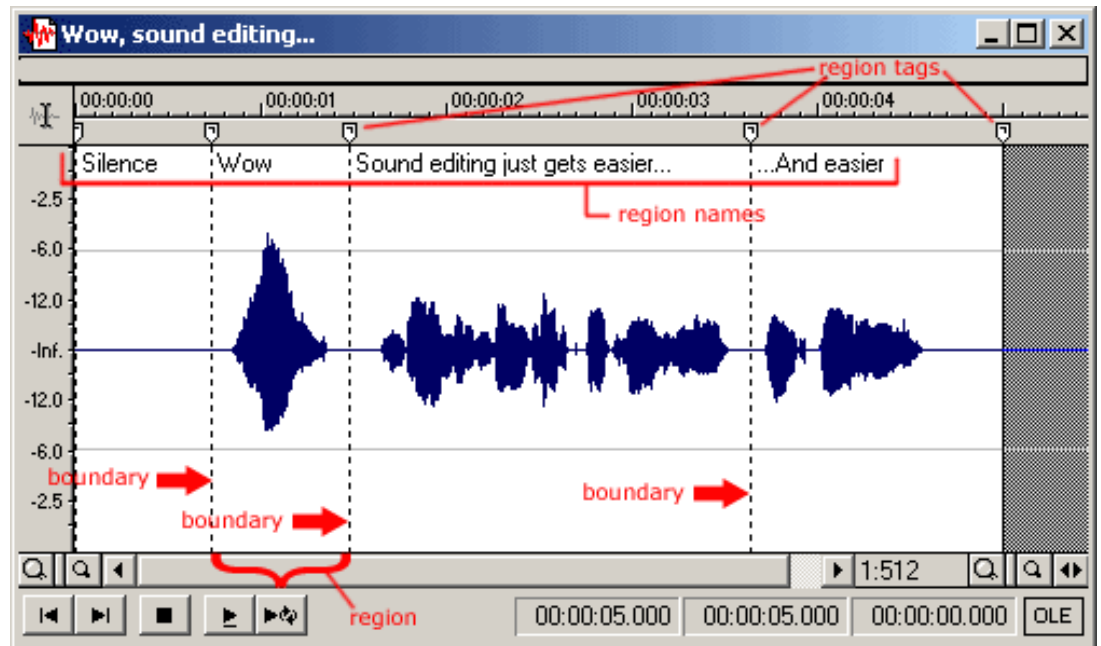 Wow, sound editing...
region tags
00:00:00 00:00:01 00:00:02 00:00:03 00:00:04
Silence Wow Sound editing just gets easier... ...And easier
region names
-2.5
-6.0
-12.0
-Inf.
-12.0
-6.0
boundary
-2.5
boundary
boundary
1:512
region
00:00:05.000 00:00:05.000 00:00:00.000 OLE